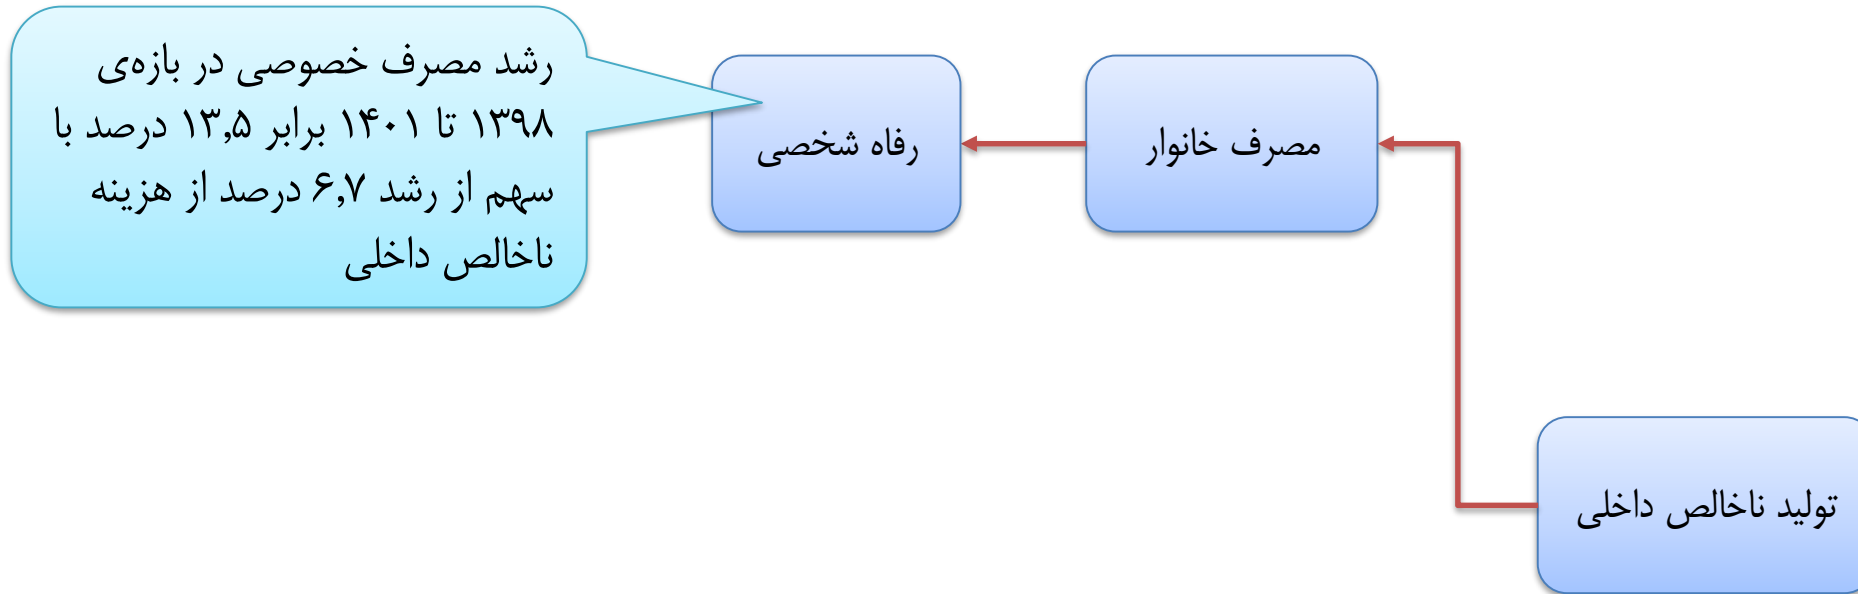 رشد مصرف خصوصی در بازه‌ی
۱۳۹۸ تا ۱۴۰۱ برابر ۱۳,۵ درصد با
سهم از رشد ۶,۷ درصد از هزینه
ناخالص داخلی
رفاه شخصی
مصرف خانوار
تولید ناخالص داخلی